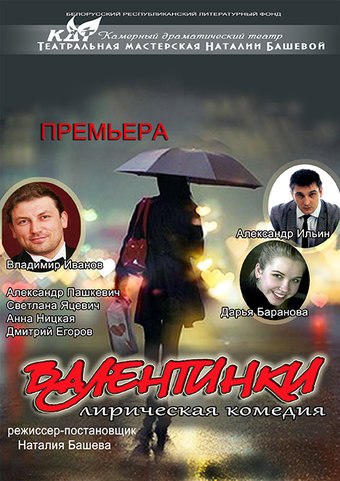 БЕЛОРУССКИЙ РЕСПУБЛИКАНСКИЙ ЛИТЕРАТУРНЫЙ ФОНД
КДТ Камерный драматический театр
Театральная мастерская Наталии Башевой
ПРЕМЬЕРА
Александр Ильин
Владимир Иванов
Александр Пашкевич
Светлана Яцевич
Анна Ницкая
Дмитрий Егоров
Дарья Баранова
ВАЛЕНТИНКИ
лирическая комедия
режиссер-постановщик
Наталия Башева